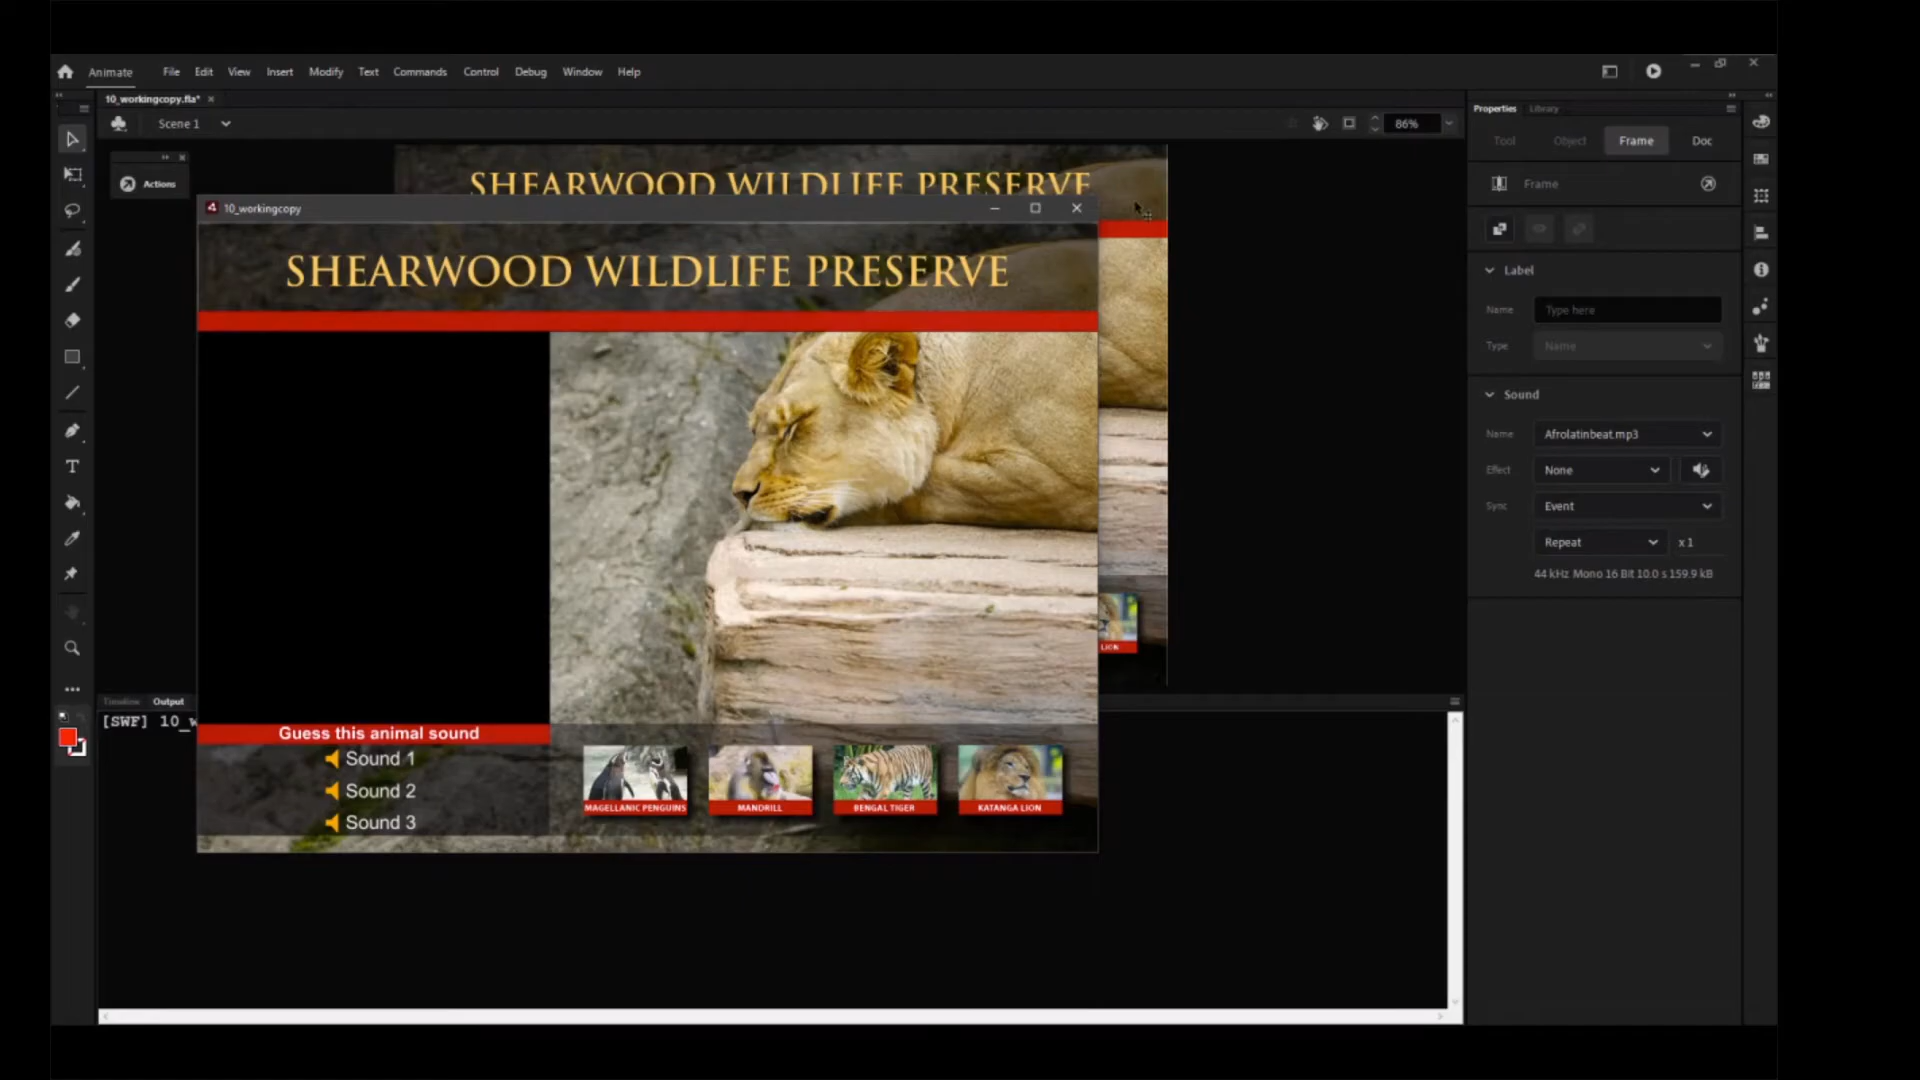 Animate File Edit View Insert Modify Text Commands Control Debug Window Help
10_workingcopy.fla*
Scene 1
86%
Properties Library
Tool Object Frame Doc
Actions
Frame
SHEARWOOD WILDLIFE PRESERVE
10_workingcopy
SHEARWOOD WILDLIFE PRESERVE
Label
Name Type here
Type Name
Sound
Name Afrolatinbeat.mp3
Effect None
Sync Event
Repeat x 1
44 kHz Mono 16 Bit 10.0 s 159.9 kB
LION
Timeline Output
[SWF] 10_w
Guess this animal sound
Sound 1
Sound 2
Sound 3
MAGELLANIC PENGUINS
MANDRILL
BENGAL TIGER
KATANGA LION